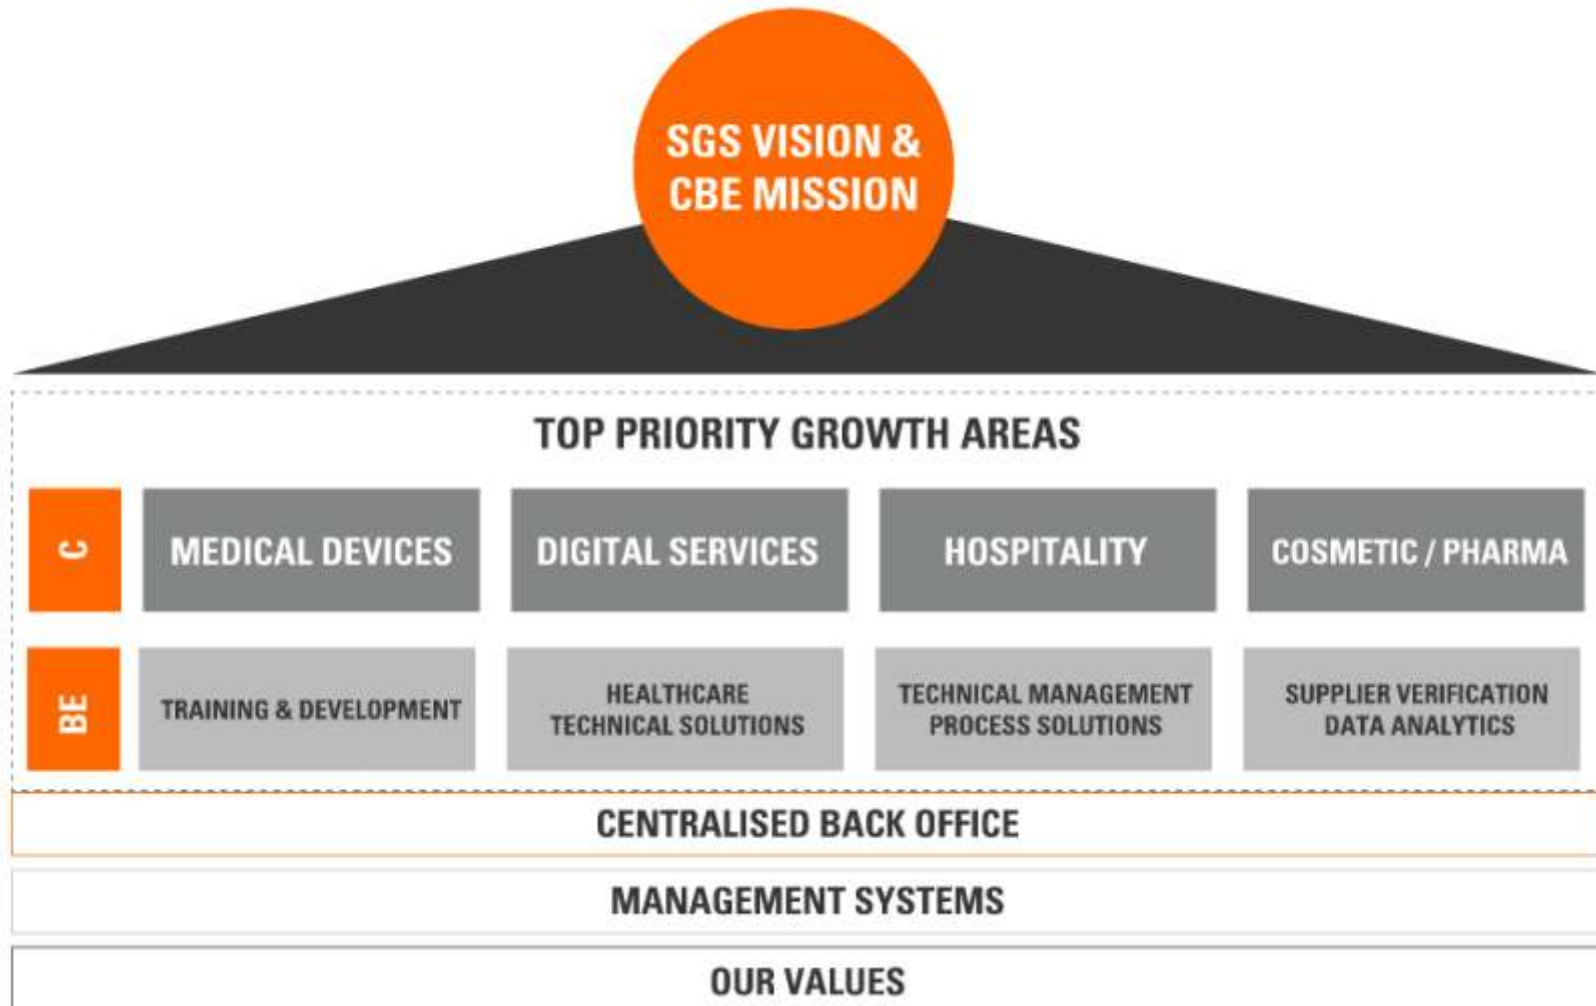 SGS VISION &
CBE MISSION
TOP PRIORITY GROWTH AREAS
C
MEDICAL DEVICES
DIGITAL SERVICES
HOSPITALITY
COSMETIC / PHARMA
BE
TRAINING & DEVELOPMENT
HEALTHCARE
TECHNICAL SOLUTIONS
TECHNICAL MANAGEMENT
PROCESS SOLUTIONS
SUPPLIER VERIFICATION
DATA ANALYTICS
CENTRALISED BACK OFFICE
MANAGEMENT SYSTEMS
OUR VALUES